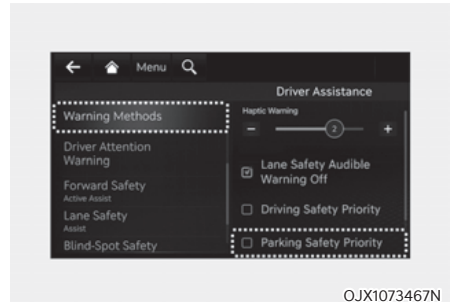 Menu
Driver Assistance
Warning Methods
Haptic Warning
2
Driver Attention
Warning
Lane Safety Audible
Warning Off
Forward Safety
Active Assist
Driving Safety Priority
Lane Safety
Assist
Parking Safety Priority
Blind-Spot Safety
OJX1073467N